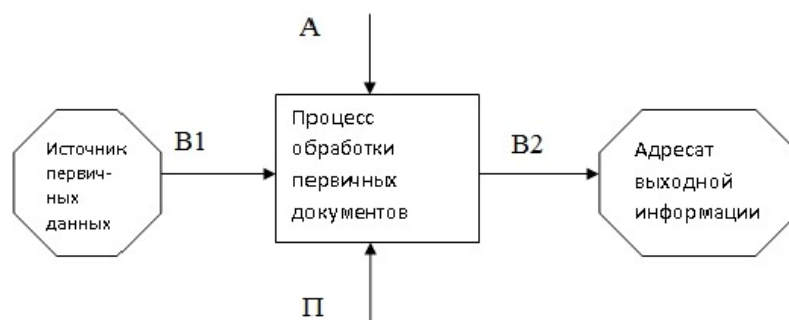 А
Источник
первич-
ных
данных
В1
Процесс
обработки
первичных
документов
В2
Адресат
выходной
информации
П